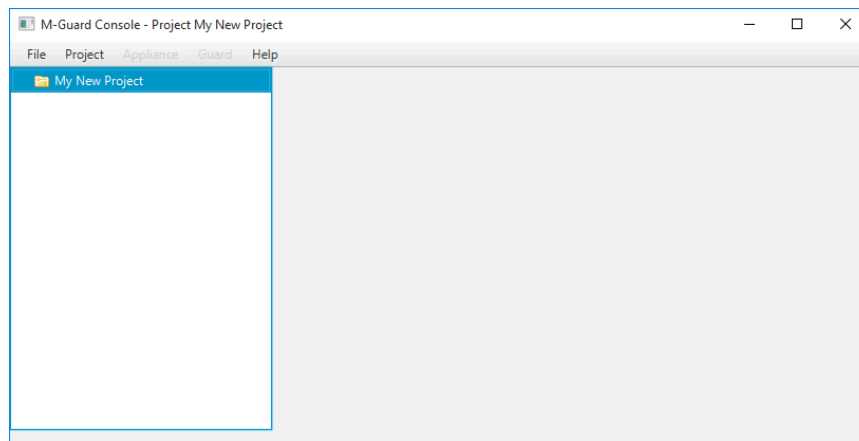 M-Guard Console - Project My New Project
File Project Appliance Guard Help
My New Project